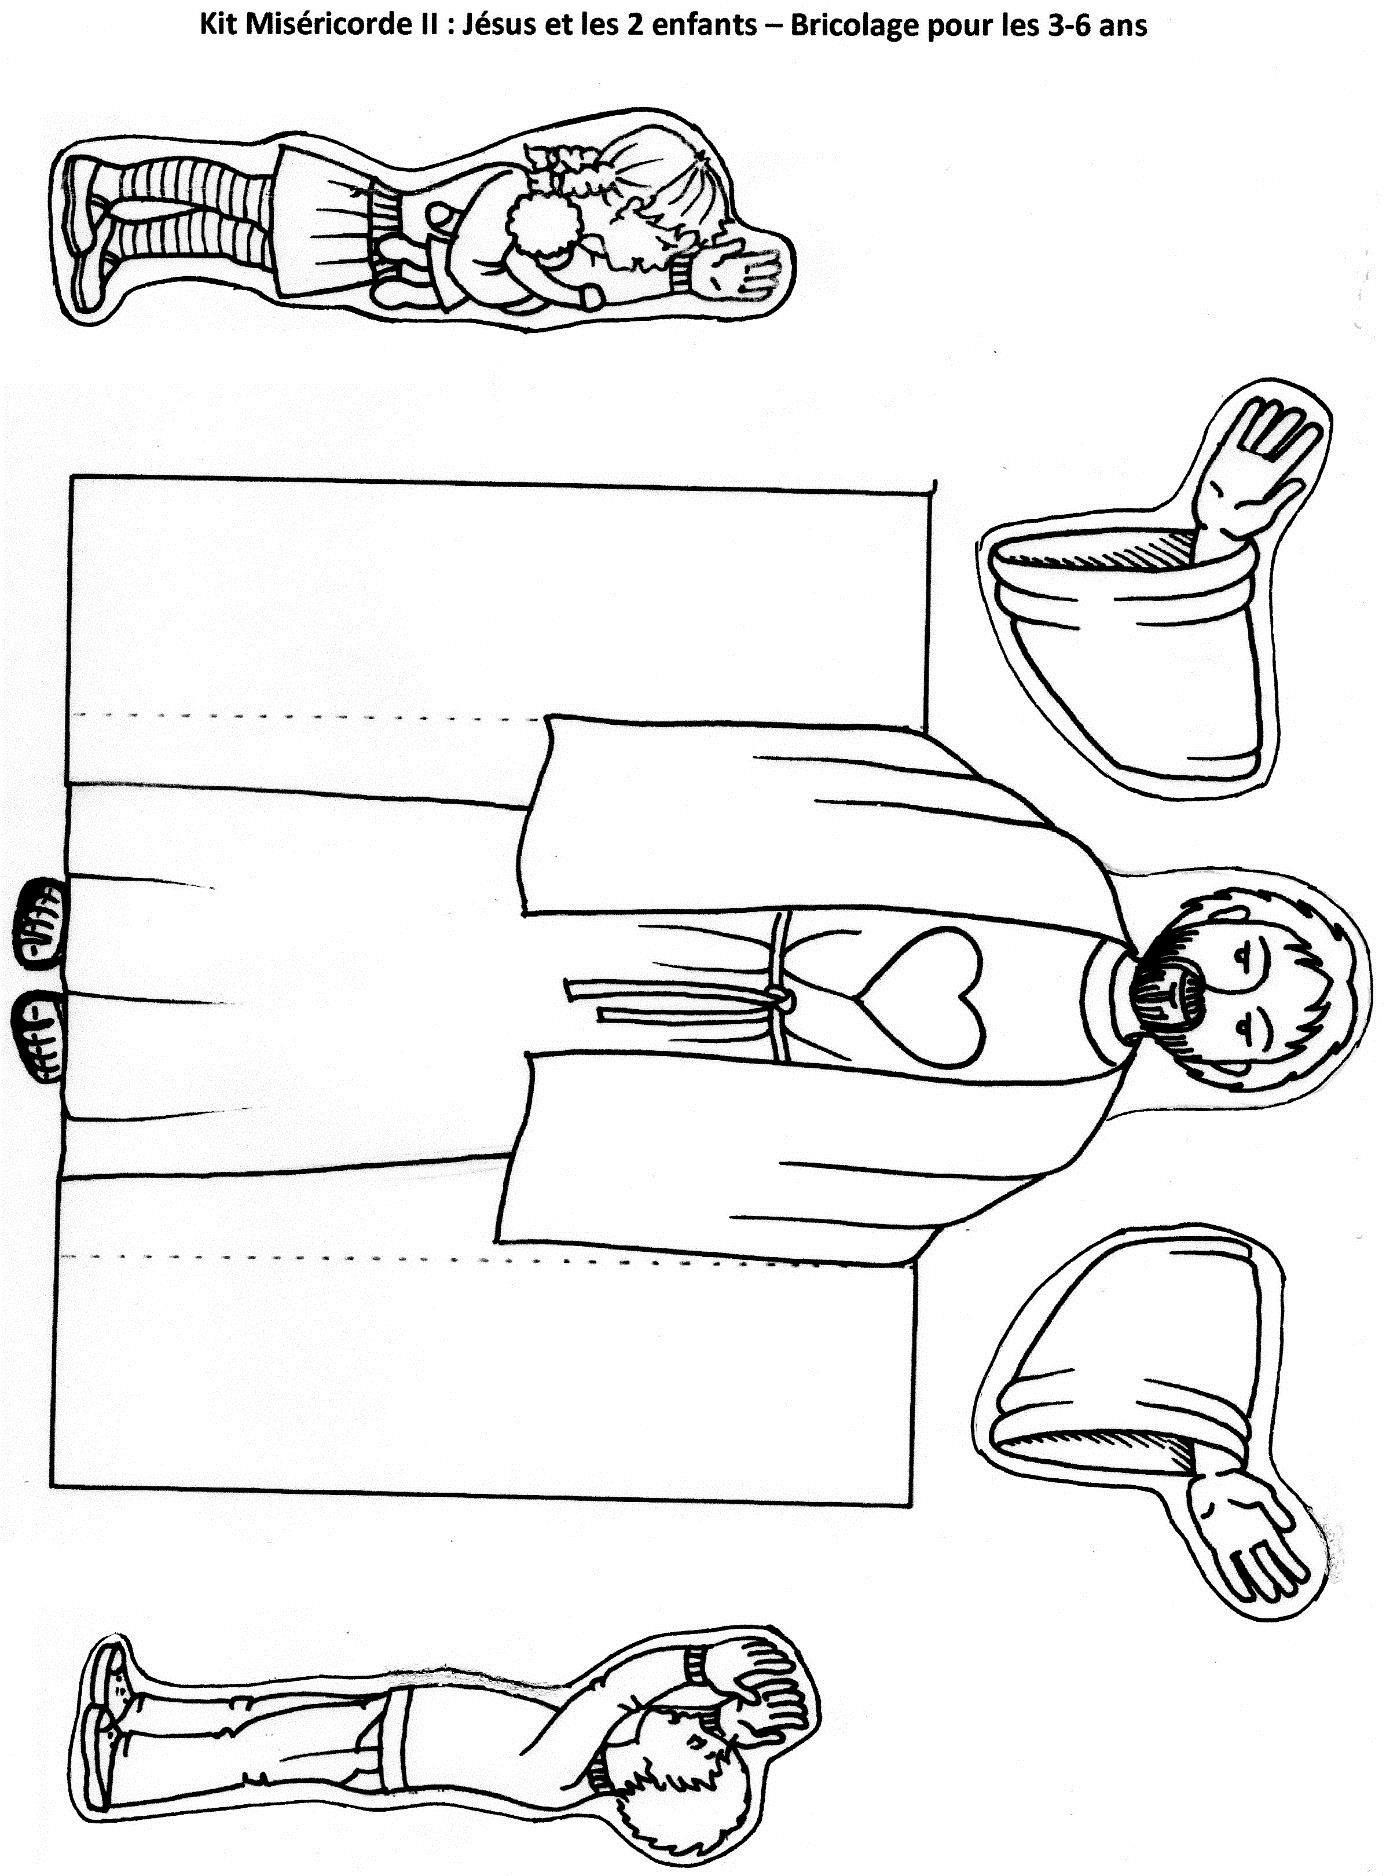 Kit Miséricorde II : Jésus et les 2 enfants – Bricolage pour les 3-6 ans